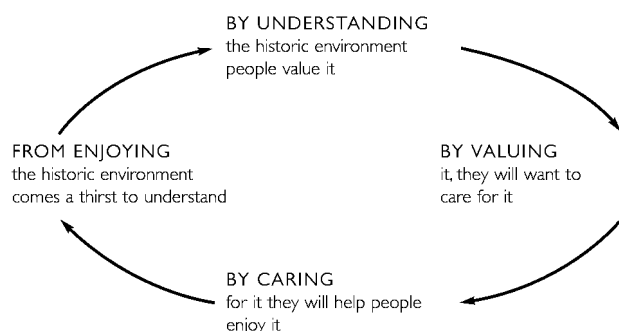 BY UNDERSTANDING
the historic environment
people value it
FROM ENJOYING
the historic environment
comes a thirst to understand
BY VALUING
it, they will want to
care for it
BY CARING
for it they will help people
enjoy it